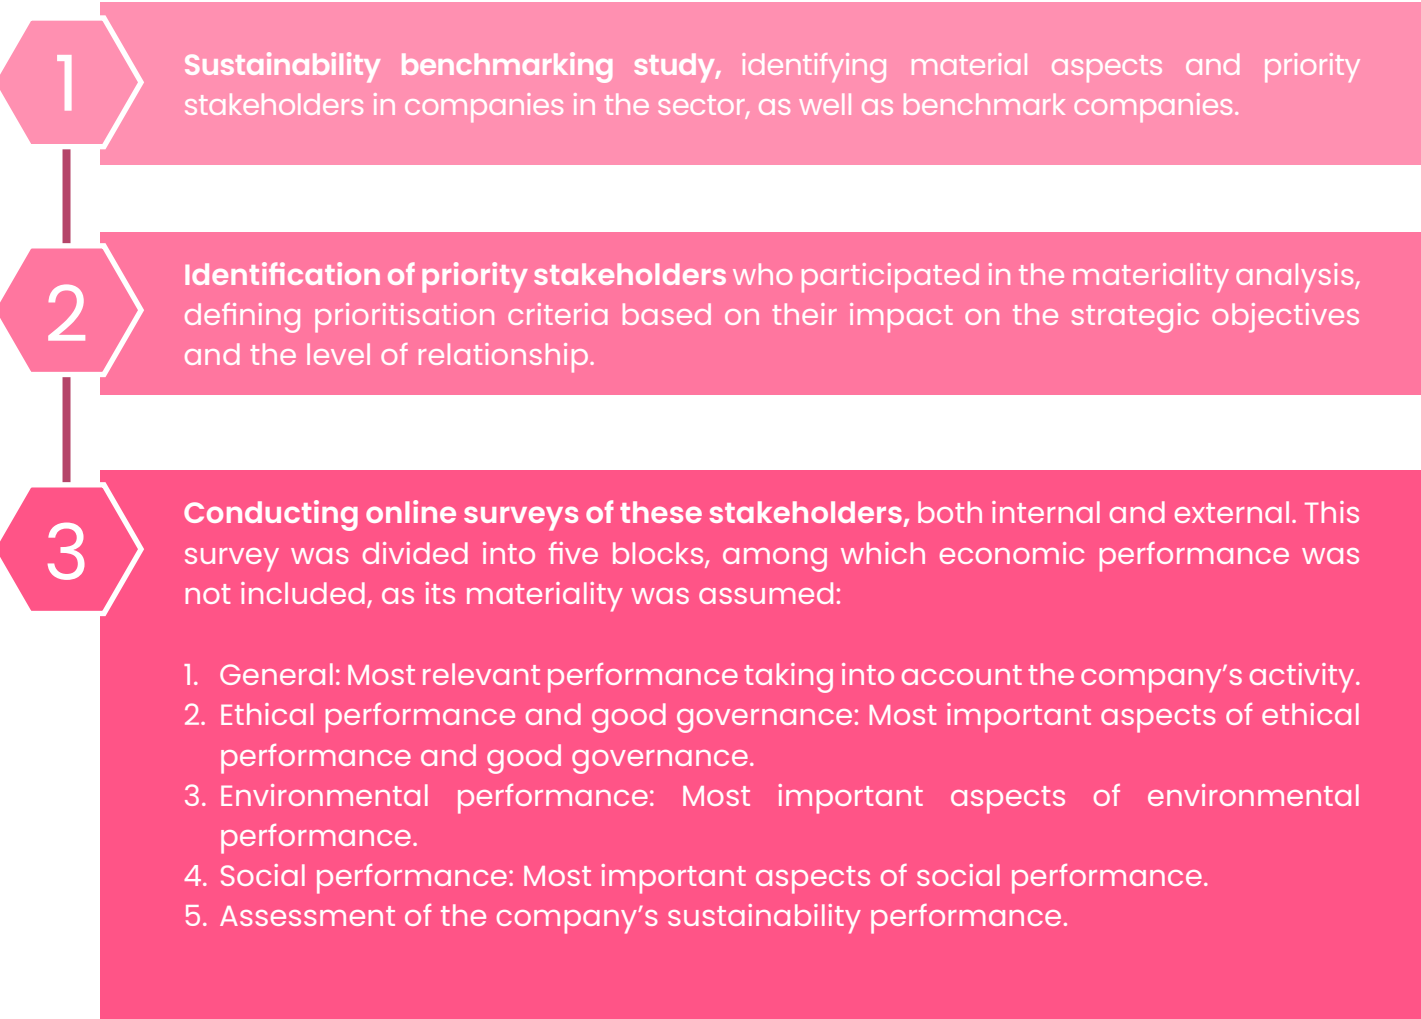 1
Sustainability benchmarking study, identifying material aspects and priority
stakeholders in companies in the sector, as well as benchmark companies.
2
Identification of priority stakeholders who participated in the materiality analysis,
defining prioritisation criteria based on their impact on the strategic objectives
and the level of relationship.
3
Conducting online surveys of these stakeholders, both internal and external. This
survey was divided into five blocks, among which economic performance was
not included, as its materiality was assumed:
1. General: Most relevant performance taking into account the company’s activity.
2. Ethical performance and good governance: Most important aspects of ethical
performance and good governance.
3. Environmental performance: Most important aspects of environmental
performance.
4. Social performance: Most important aspects of social performance.
5. Assessment of the company’s sustainability performance.